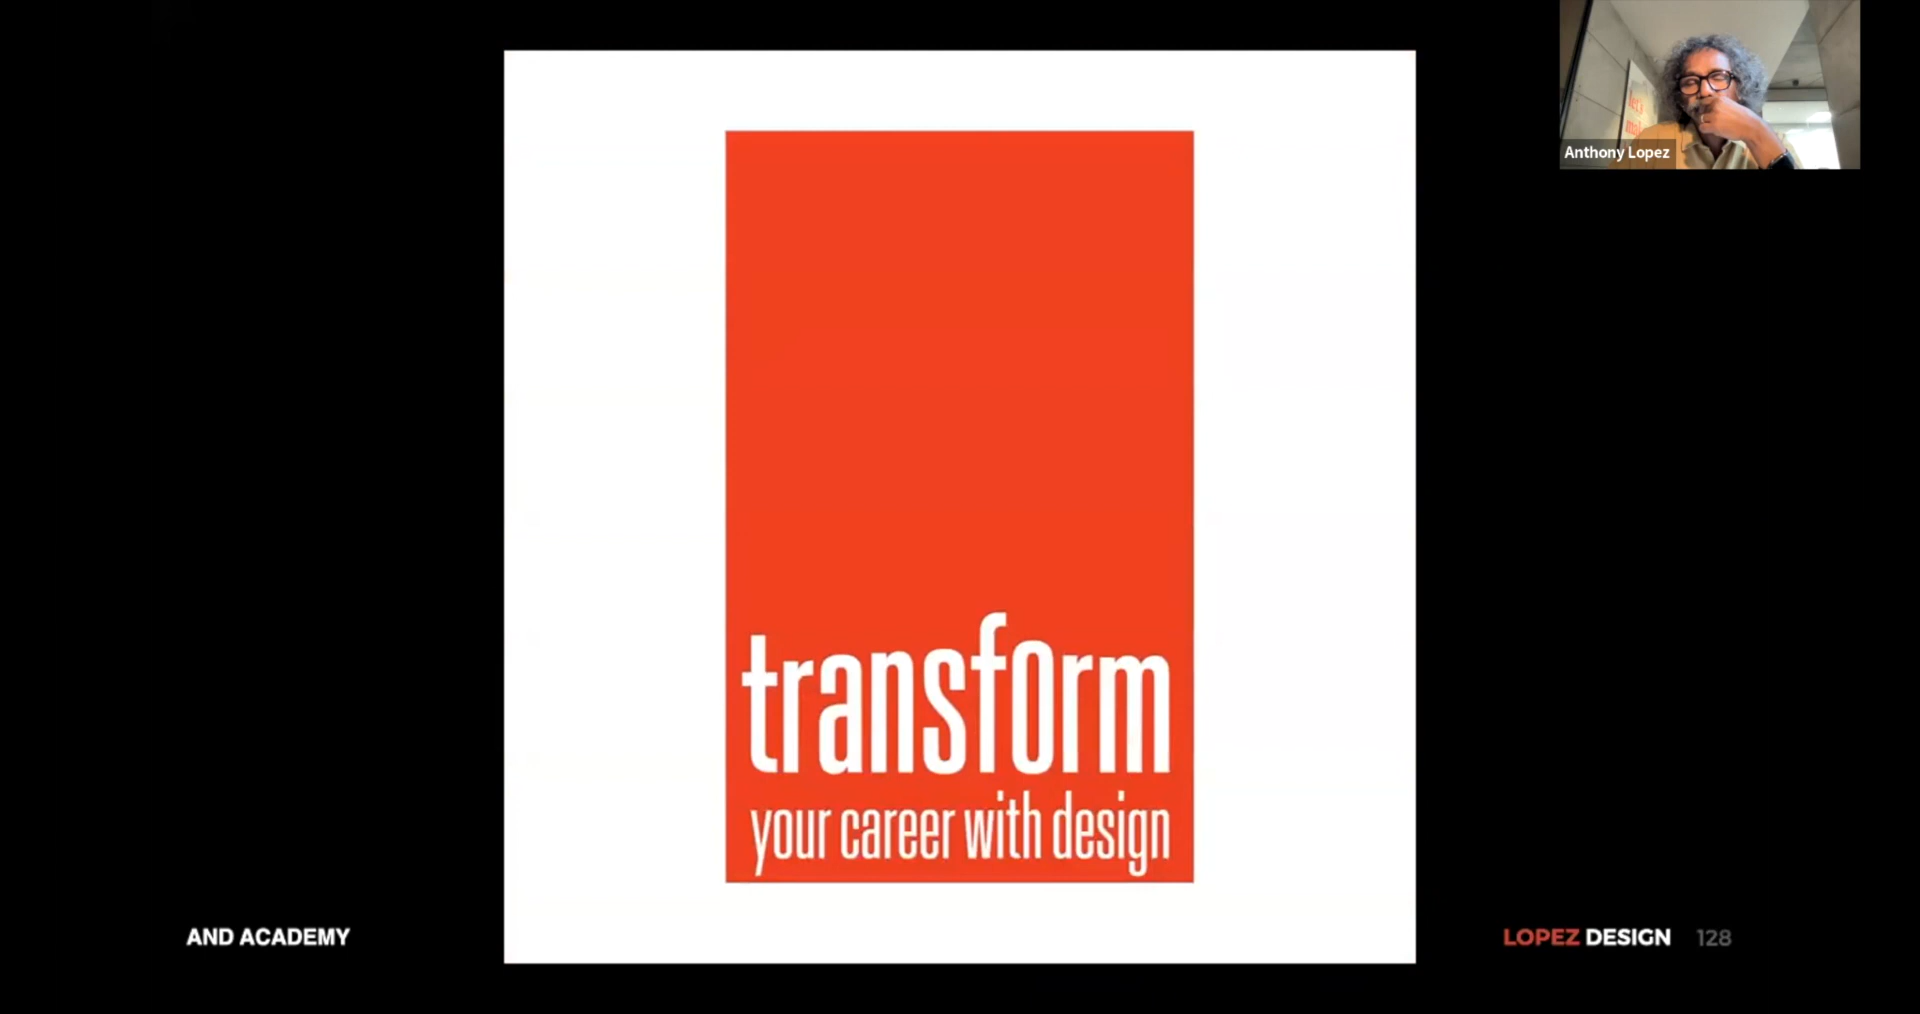 Anthony Lopez
transform
your career with design
AND ACADEMY
LOPEZ DESIGN 128